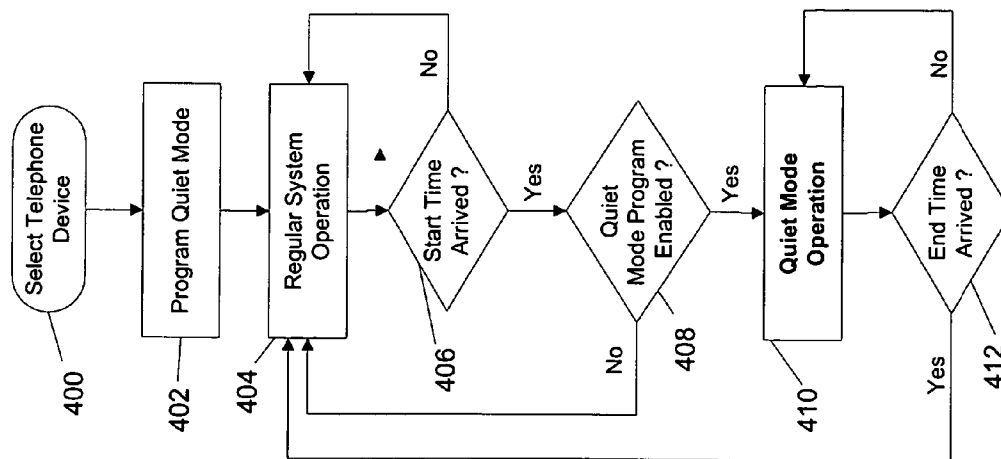 Select Telephone
Device
400
Program Quiet Mode
402
Regular System
Operation
404
Start Time
Arrived ?
406
No
Yes
Quiet
Mode Program
Enabled ?
408
No
Yes
Quiet Mode
Operation
410
End Time
Arrived ?
412
No
Yes